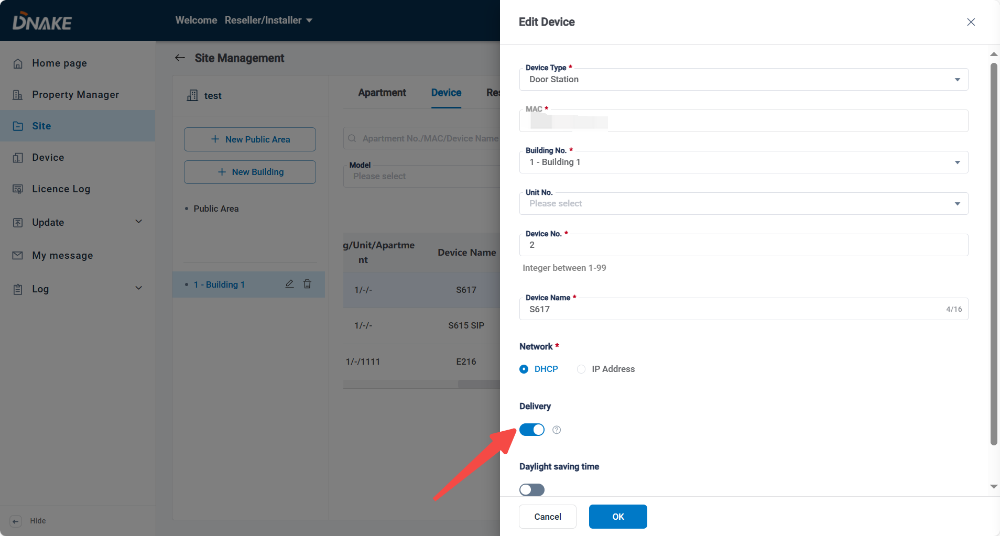 DNAKE
Welcome Reseller/Installer
Home page
Property Manager
Site
Device
Licence Log
Update
My message
Log
Hide
Site Management
test
New Public Area
New Building
Public Area
1 - Building 1
Apartment Device Res
Apartment No./MAC/Device Name
Model
Please select
g/Unit/Apartme
nt
Device Name
1/-/- S617
1/-/- S615 SIP
1/-/1111 E216
Edit Device
Device Type *
Door Station
MAC *
Building No. *
1 - Building 1
Unit No.
Please select
Device No. *
2
Integer between 1-99
Device Name *
S617 4/16
Network *
DHCP IP Address
Delivery
?
Daylight saving time
Cancel OK